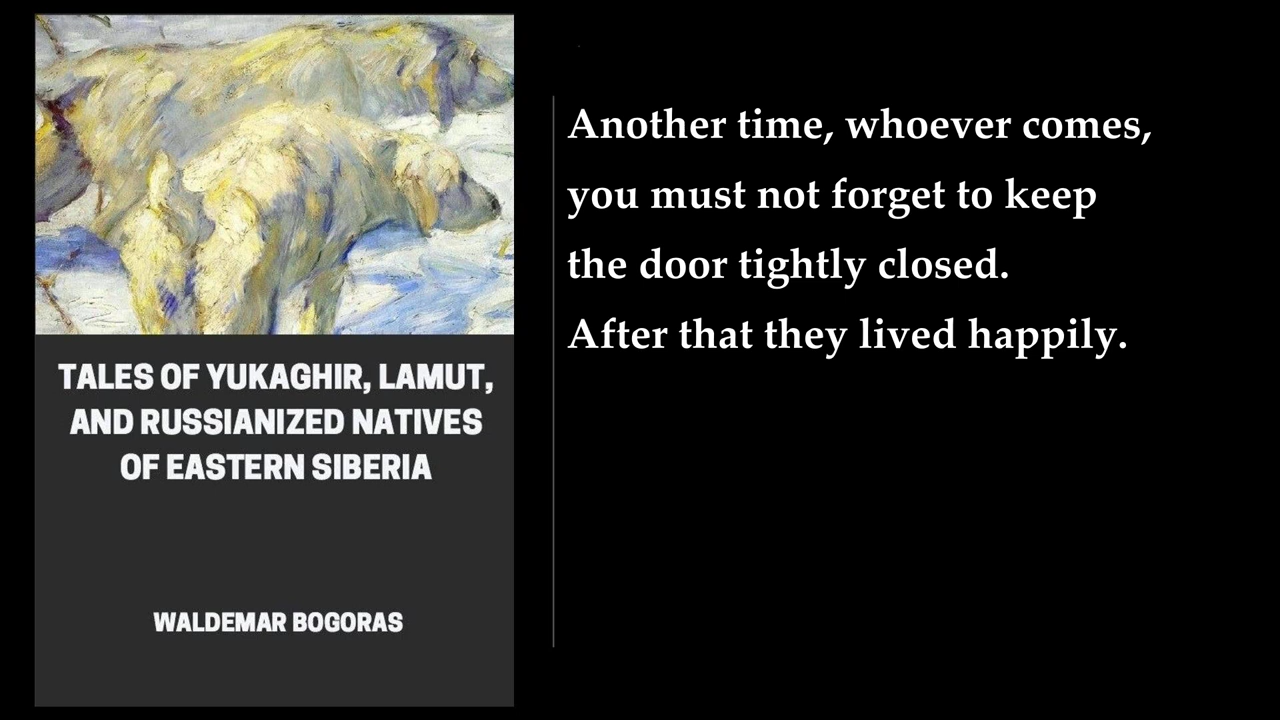 TALES OF YUKAGHIR, LAMUT,
AND RUSSIANIZED NATIVES
OF EASTERN SIBERIA
WALDEMAR BOGORAS
Another time, whoever comes,
you must not forget to keep
the door tightly closed.
After that they lived happily.